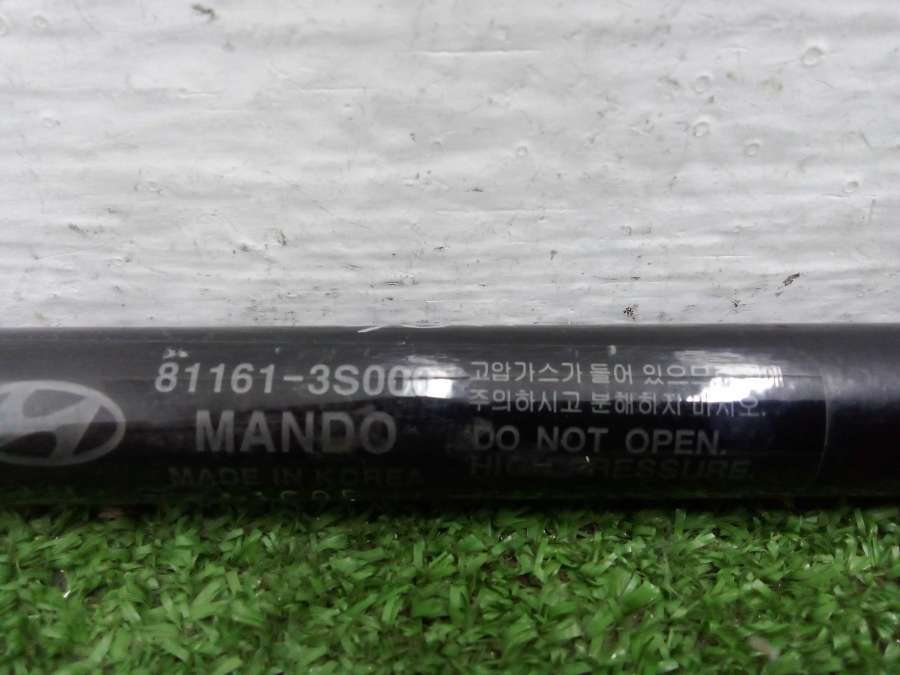 81161-3S000
MANDO
MADE IN KOREA
고압가스가 들어 있으므로
주의하시고 분해하지 마시오.
DO NOT OPEN.
HIGH PRESSURE.